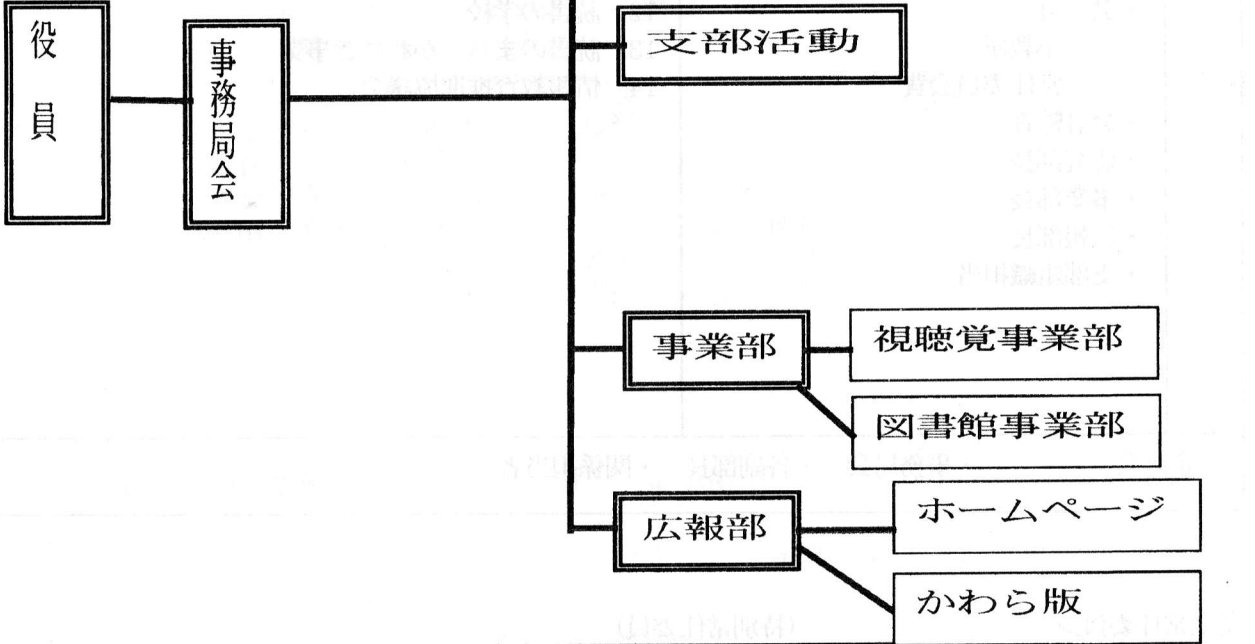 役員
事務局会
支部活動
事業部
視聴覚事業部
図書館事業部
広報部
ホームページ
かわら版